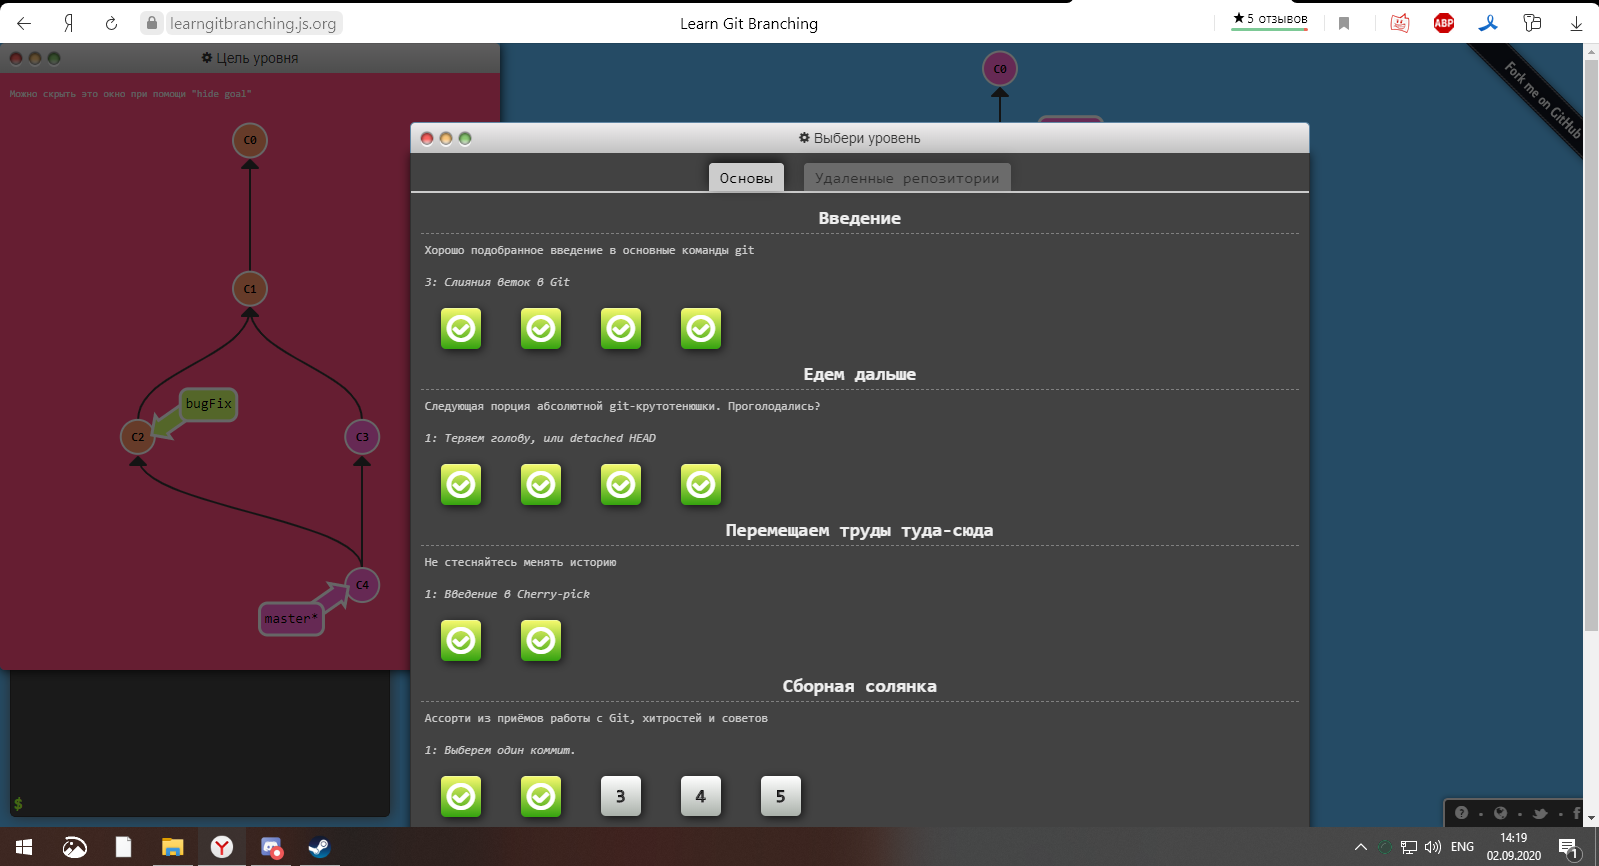 learngitbranching.js.org
Learn Git Branching
★5 отзывов
ABP
Цель уровня
Можно скрыть это окно при помощи "hide goal"
C0
C1
bugFix
C2
C3
C4
master*
C0
Fork me on GitHub
Выбери уровень
Основы
Удаленные репозитории
Введение
Хорошо подобранное введение в основные команды git
3: Слияния веток в Git
Едем дальше
Следующая порция абсолютной git-крутотенюшки. Проголодались?
1: Теряем голову, или detached HEAD
Перемещаем труды туда-сюда
Не стесняйтесь менять историю
1: Введение в Cherry-pick
Сборная солянка
Ассорти из приёмов работы с Git, хитростей и советов
1: Выберем один коммит.
3 4 5
$
ENG
14:19
02.09.2020
1